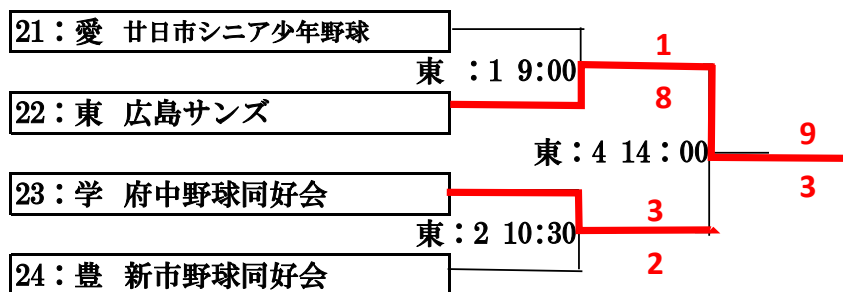 21：愛 廿日市シニア少年野球
1
東 ：1 9:00
8
22：東 広島サンズ
9
東：4 14：00
3
23：学 府中野球同好会
3
東：2 10:30
2
24：豊 新市野球同好会